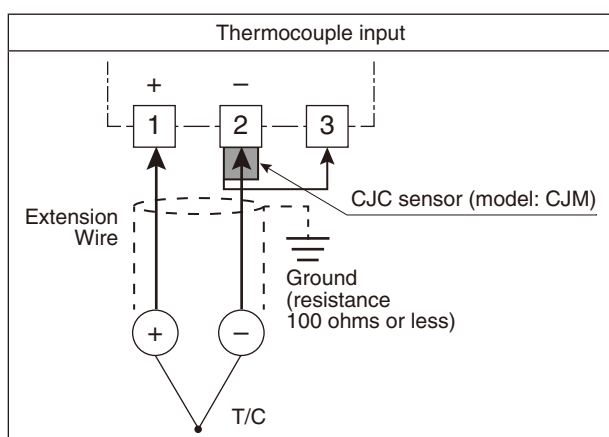 Thermocouple input
+ −
1 2 3
CJC sensor (model: CJM)
Extension
Wire
Ground
(resistance
100 ohms or less)
+ −
T/C